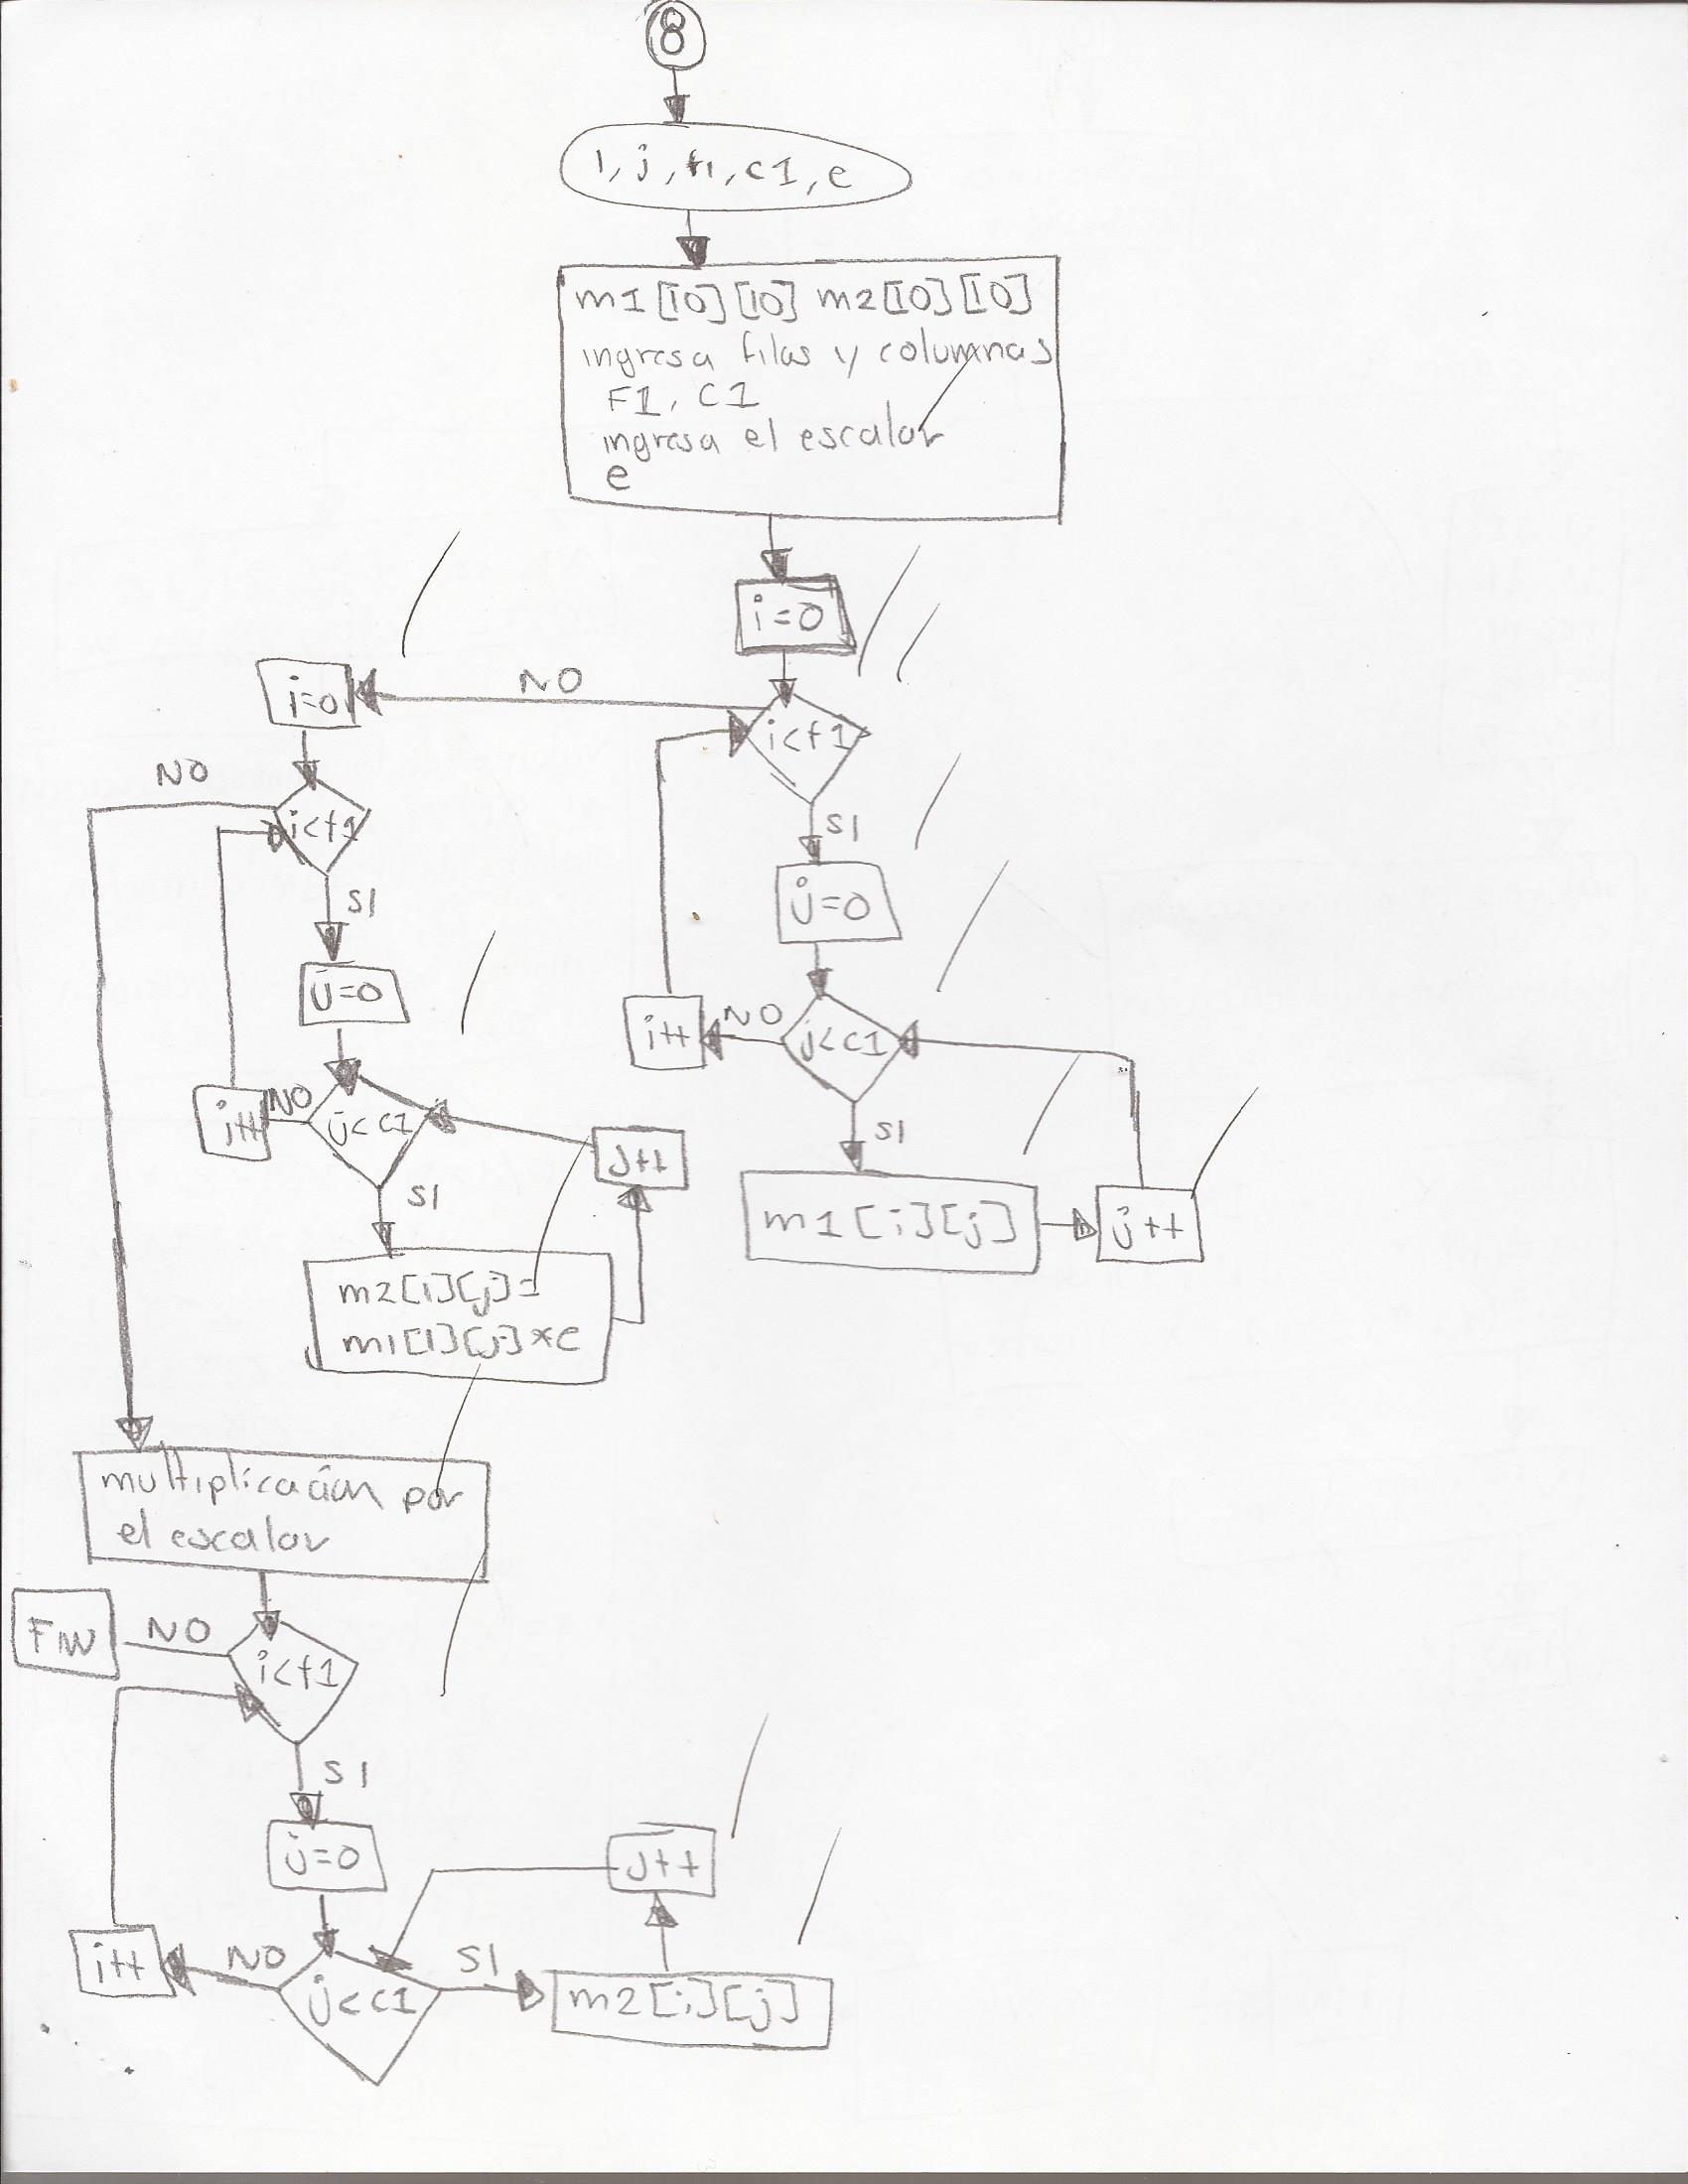 8
i, j, f1, c1, e
m1[10][10] m2[10][10]
ingresa filas y columnas
F1, C1
ingresa el escalar
e
i=0
i<f1
NO
SI
j=0
j<c1
NO
i++
SI
m1[i][j]
j++
i=0
i<f1
NO
SI
j=0
j<c1
NO
i++
SI
m2[i][j]=
m1[i][j]*e
j++
multiplicación por
el escalar
i<f1
NO
FIN
SI
j=0
j<c1
NO
i++
SI
m2[i][j]
j++